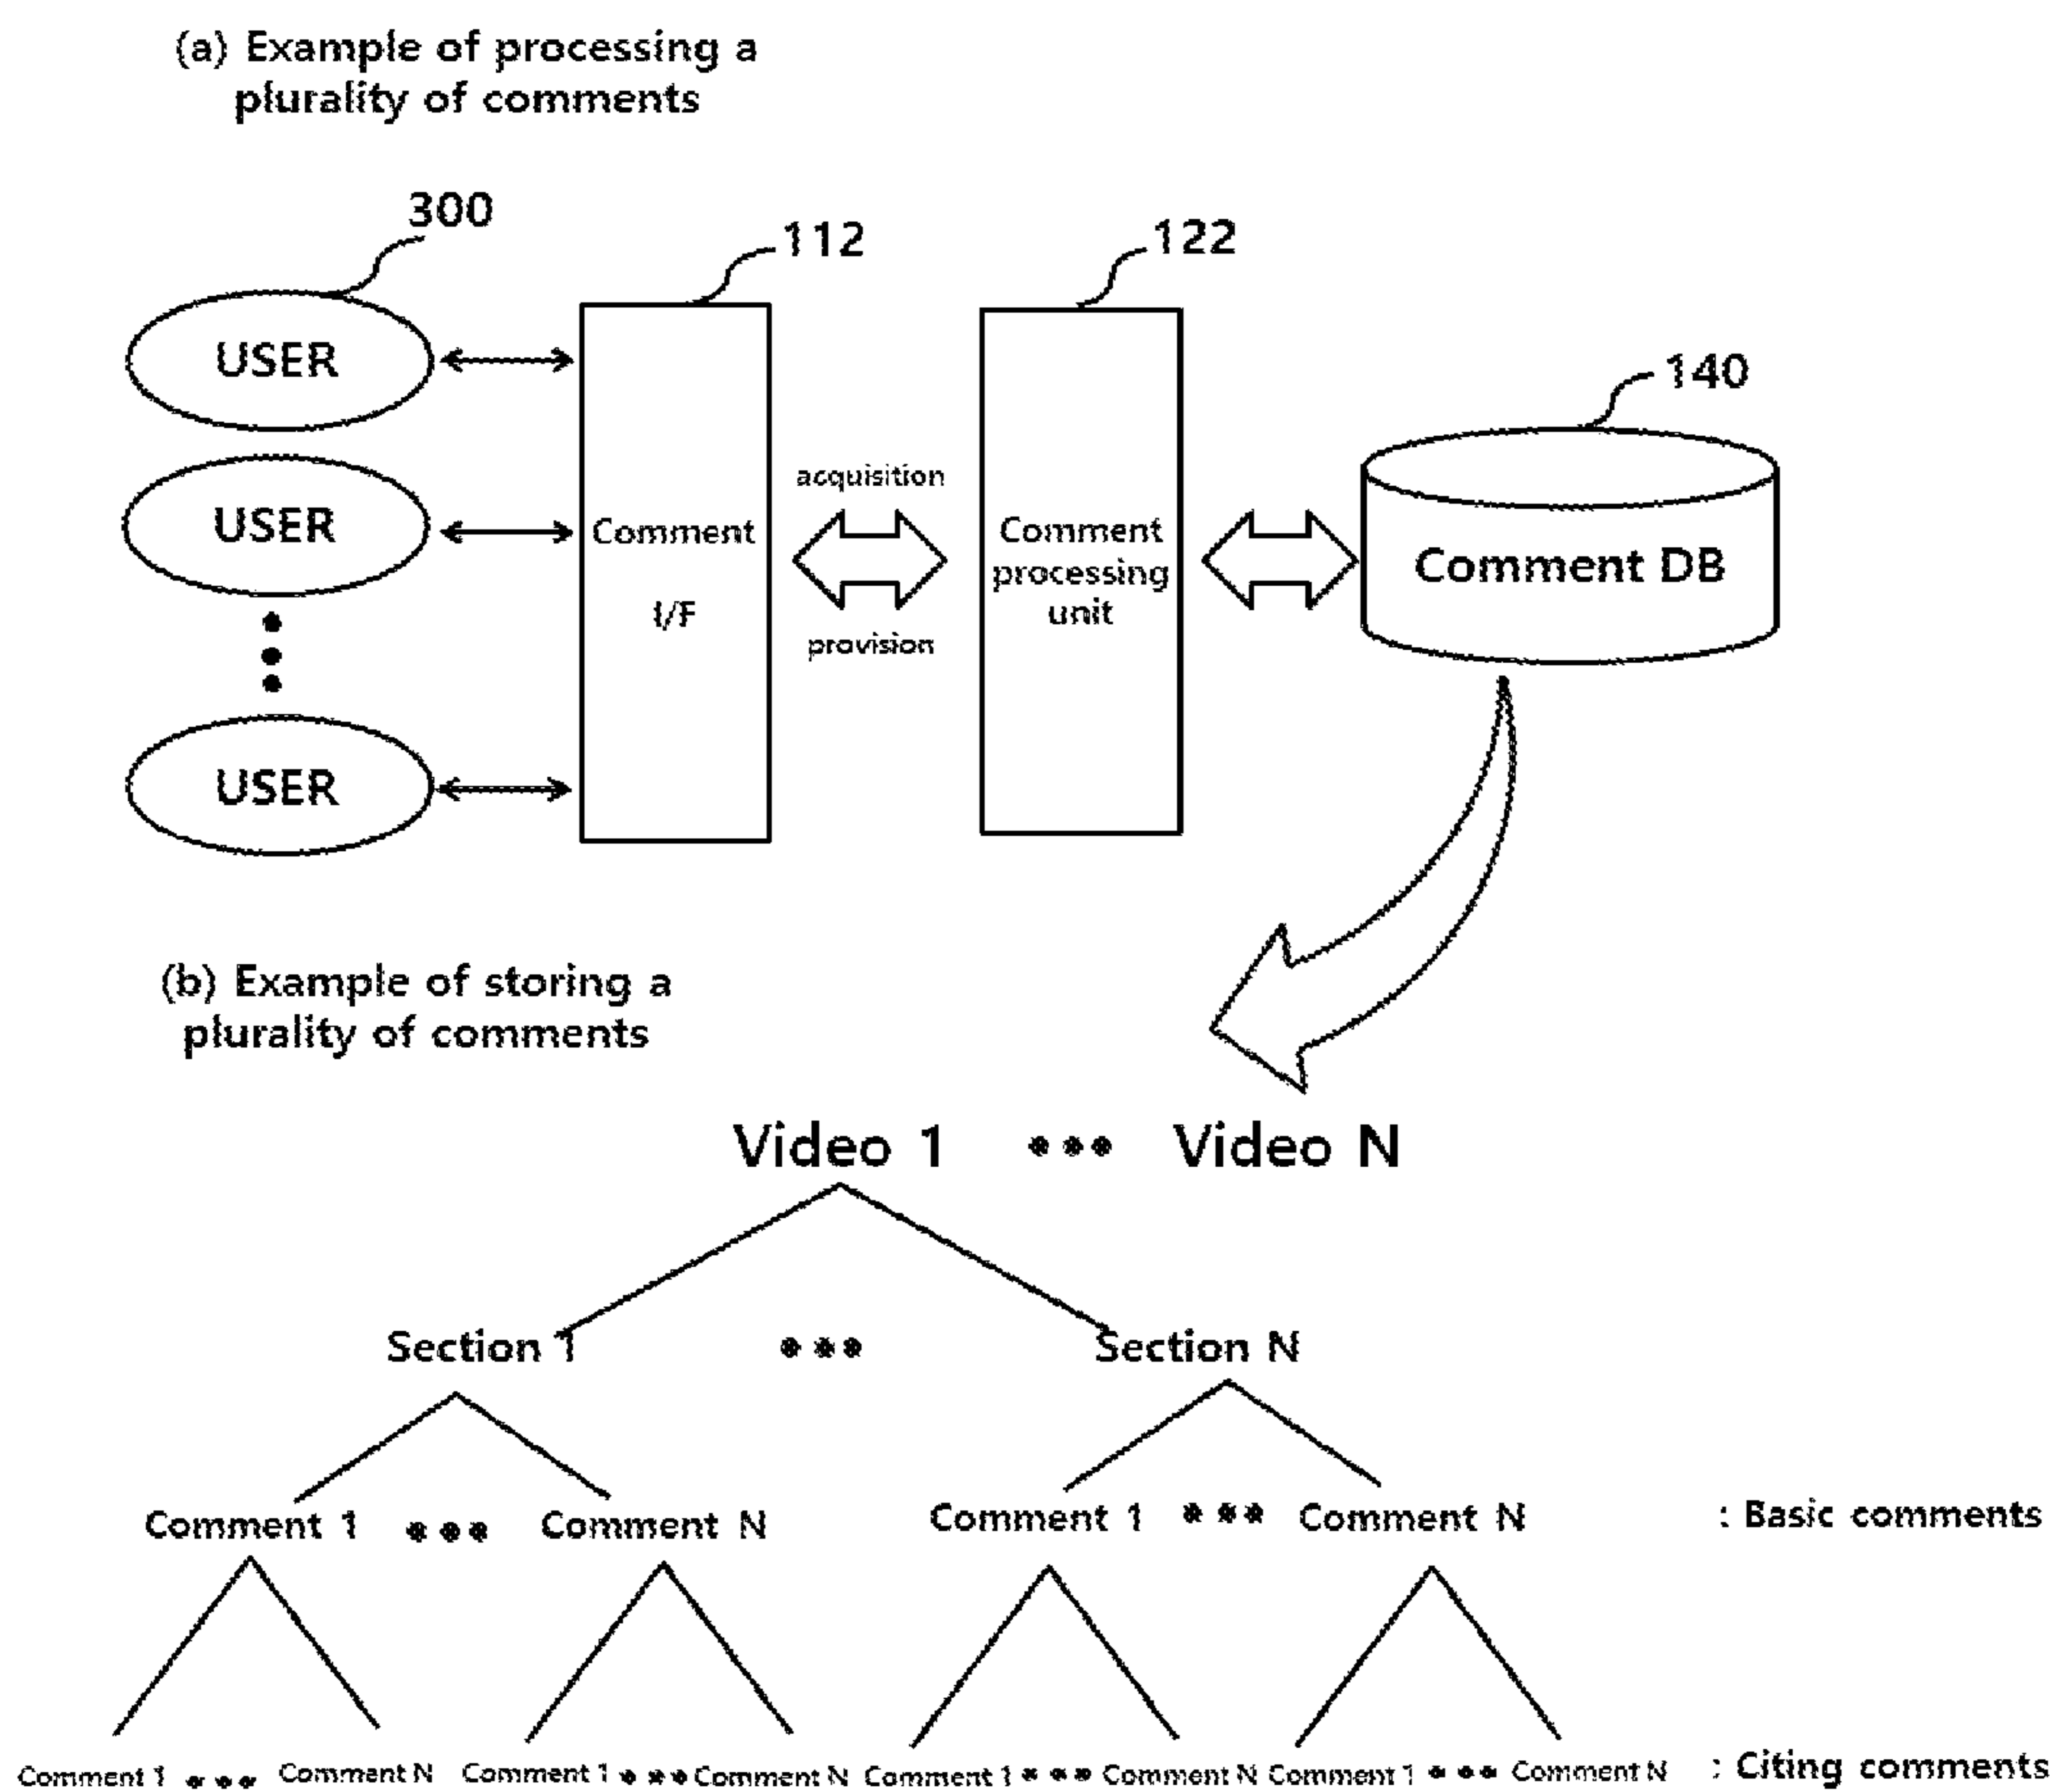 (a) Example of processing a
plurality of comments
300
112
122
140
USER
USER
USER
Comment
I/F
acquisition
provision
Comment
processing
unit
Comment DB
(b) Example of storing a
plurality of comments
Video 1 ••• Video N
Section 1 ••• Section N
Comment 1 ••• Comment N Comment 1 ••• Comment N : Basic comments
Comment 1 ••• Comment N Comment 1 ••• Comment N Comment 1 ••• Comment N Comment 1 ••• Comment N : Citing comments